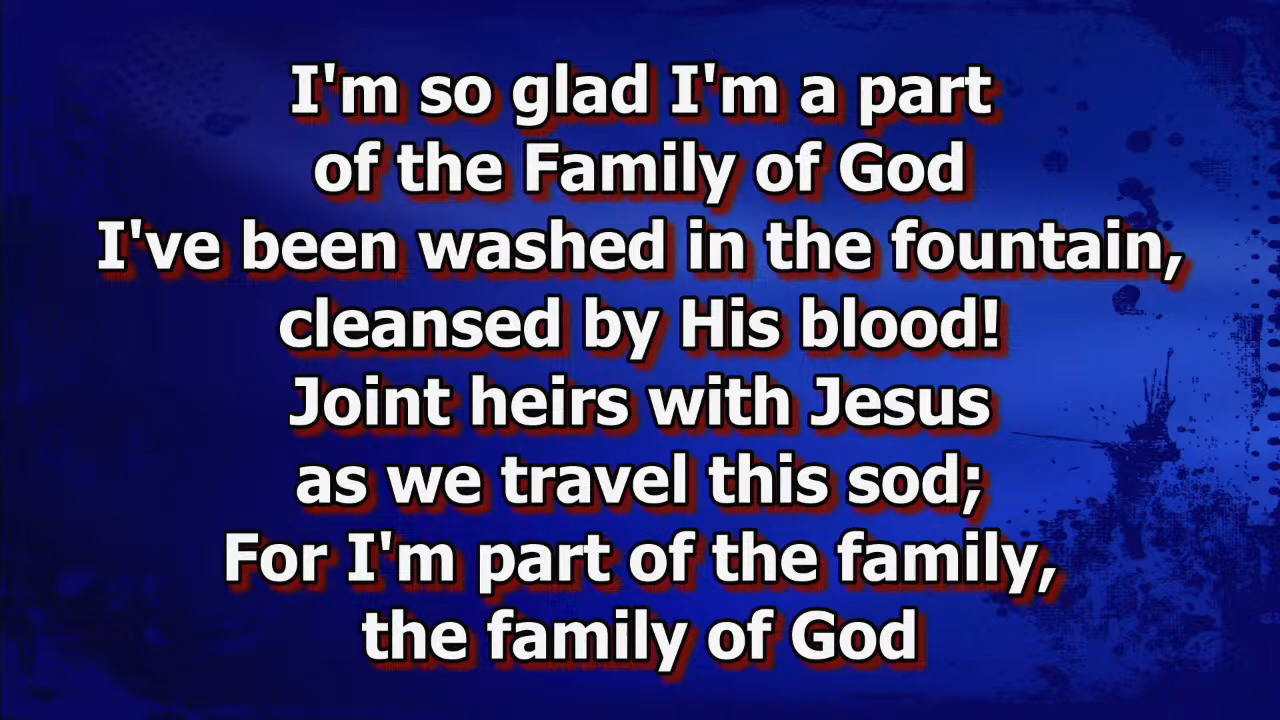 I'm so glad I'm a part
of the Family of God
I've been washed in the fountain,
cleansed by His blood!
Joint heirs with Jesus
as we travel this sod;
For I'm part of the family,
the family of God